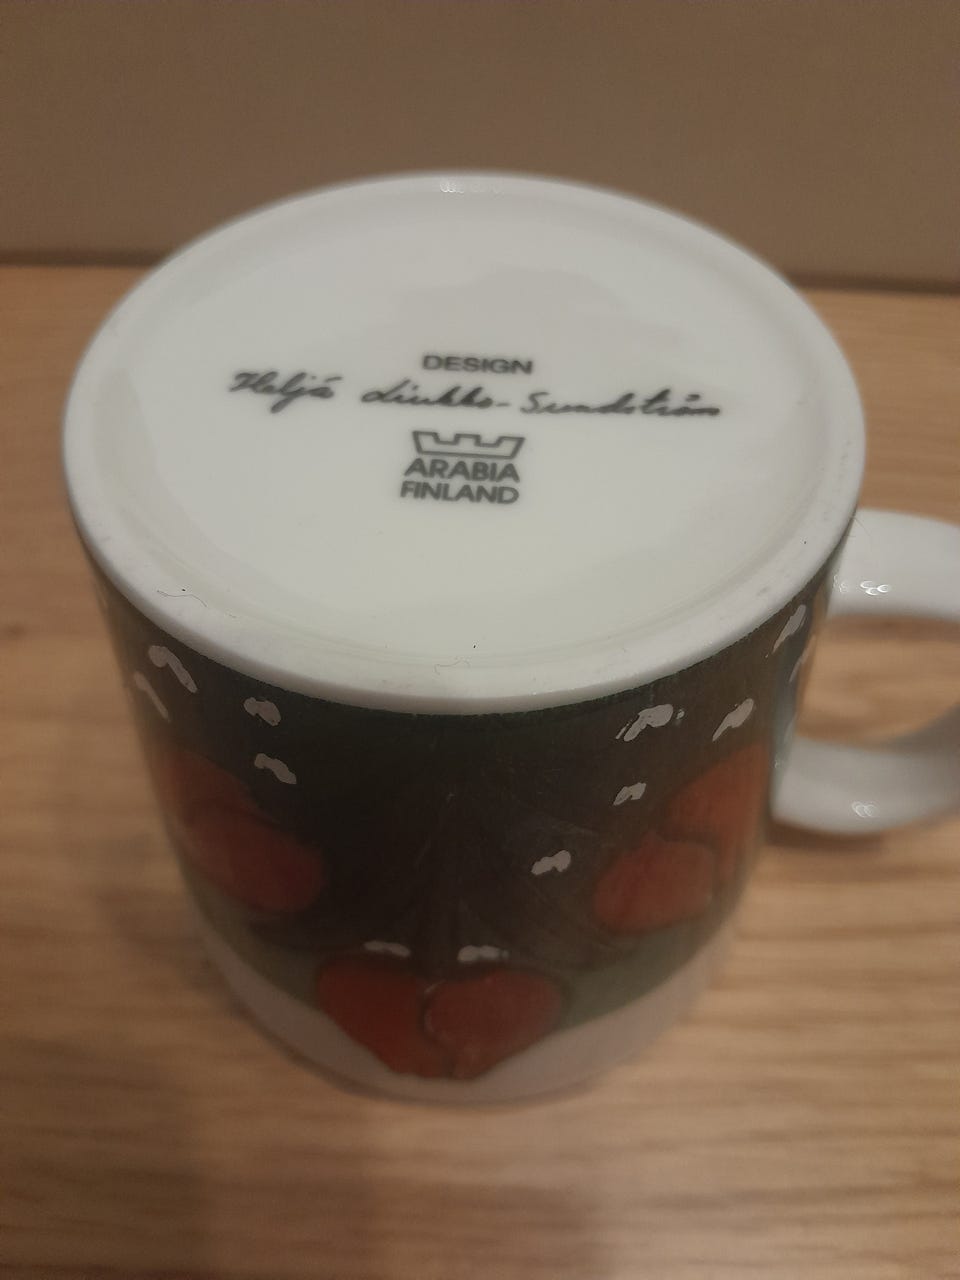 DESIGN
Heljä Liukko-Sundström
ARABIA
FINLAND